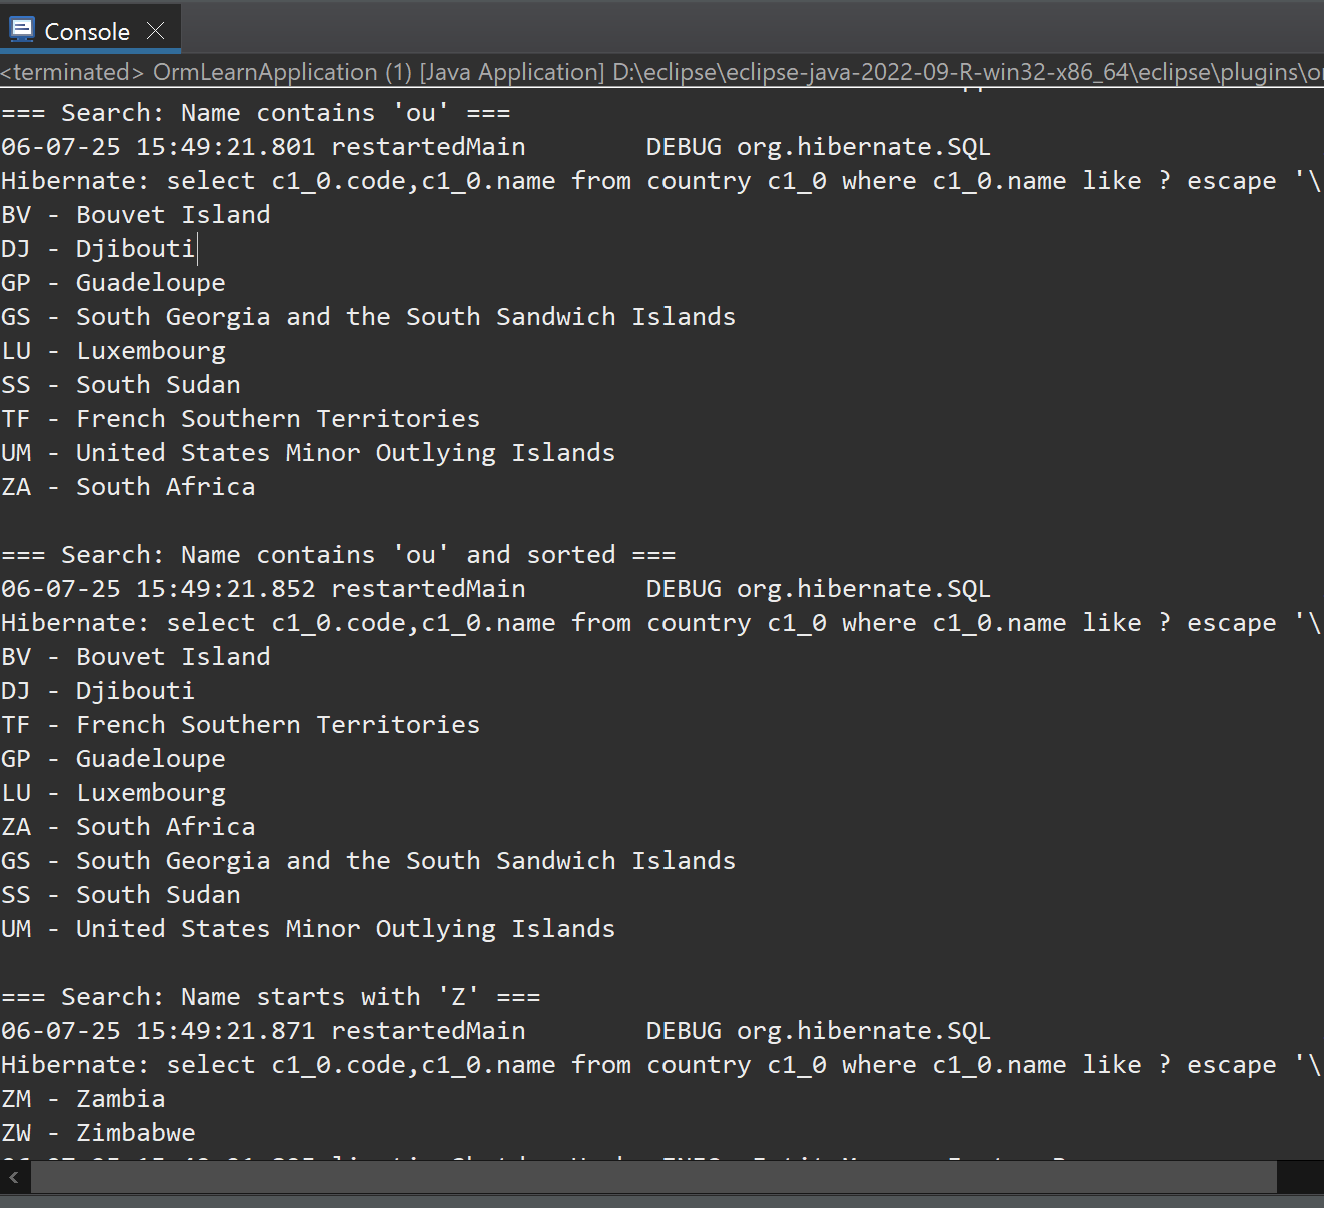 Console
<terminated> OrmLearnApplication (1) [Java Application] D:\eclipse\eclipse-java-2022-09-R-win32-x86_64\eclipse\plugins\or
=== Search: Name contains 'ou' ===
06-07-25 15:49:21.801 restartedMain        DEBUG org.hibernate.SQL
Hibernate: select c1_0.code,c1_0.name from country c1_0 where c1_0.name like ? escape '\
BV - Bouvet Island
DJ - Djibouti
GP - Guadeloupe
GS - South Georgia and the South Sandwich Islands
LU - Luxembourg
SS - South Sudan
TF - French Southern Territories
UM - United States Minor Outlying Islands
ZA - South Africa
=== Search: Name contains 'ou' and sorted ===
06-07-25 15:49:21.852 restartedMain        DEBUG org.hibernate.SQL
Hibernate: select c1_0.code,c1_0.name from country c1_0 where c1_0.name like ? escape '\
BV - Bouvet Island
DJ - Djibouti
TF - French Southern Territories
GP - Guadeloupe
LU - Luxembourg
ZA - South Africa
GS - South Georgia and the South Sandwich Islands
SS - South Sudan
UM - United States Minor Outlying Islands
=== Search: Name starts with 'Z' ===
06-07-25 15:49:21.871 restartedMain        DEBUG org.hibernate.SQL
Hibernate: select c1_0.code,c1_0.name from country c1_0 where c1_0.name like ? escape '\
ZM - Zambia
ZW - Zimbabwe